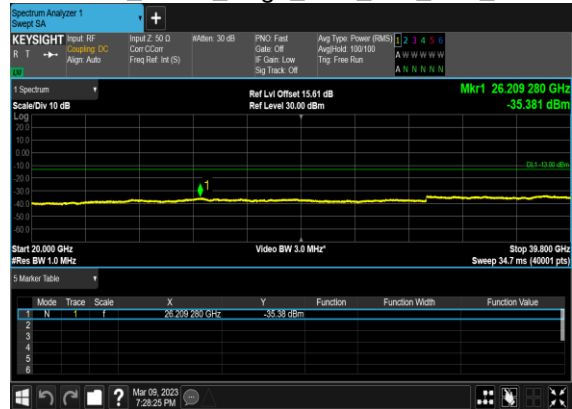 Spectrum Analyzer 1
Swept SA
+
KEYSIGHT Input: RF Input Z: 50 Ω #Atten: 30 dB PNO: Fast Avg Type: Power (RMS) 1 2 3 4 5 6
R T Coupling: DC Corr CCorr Gate: Off Avg|Hold: 100/100 A W W W W W
Align: Auto Freq Ref: Int (S) IF Gain: Low Trig: Free Run
Sig Track: Off A N N N N N
1 Spectrum Ref Lvl Offset 15.61 dB Mkr1 26.209 280 GHz
Scale/Div 10 dB Ref Level 30.00 dBm -35.381 dBm
Log
20.0
10.0
0.00
-10.0 DL1 -13.00 dBm
-20.0
-30.0 1
-40.0
-50.0
-60.0
Start 20.000 GHz Video BW 3.0 MHz* Stop 39.800 GHz
#Res BW 1.0 MHz Sweep 34.7 ms (40001 pts)
5 Marker Table
Mode Trace Scale X Y Function Function Width Function Value
1 N 1 f 26.209 280 GHz -35.38 dBm
2
3
4
5
6
? Mar 09, 2023
7:28:25 PM